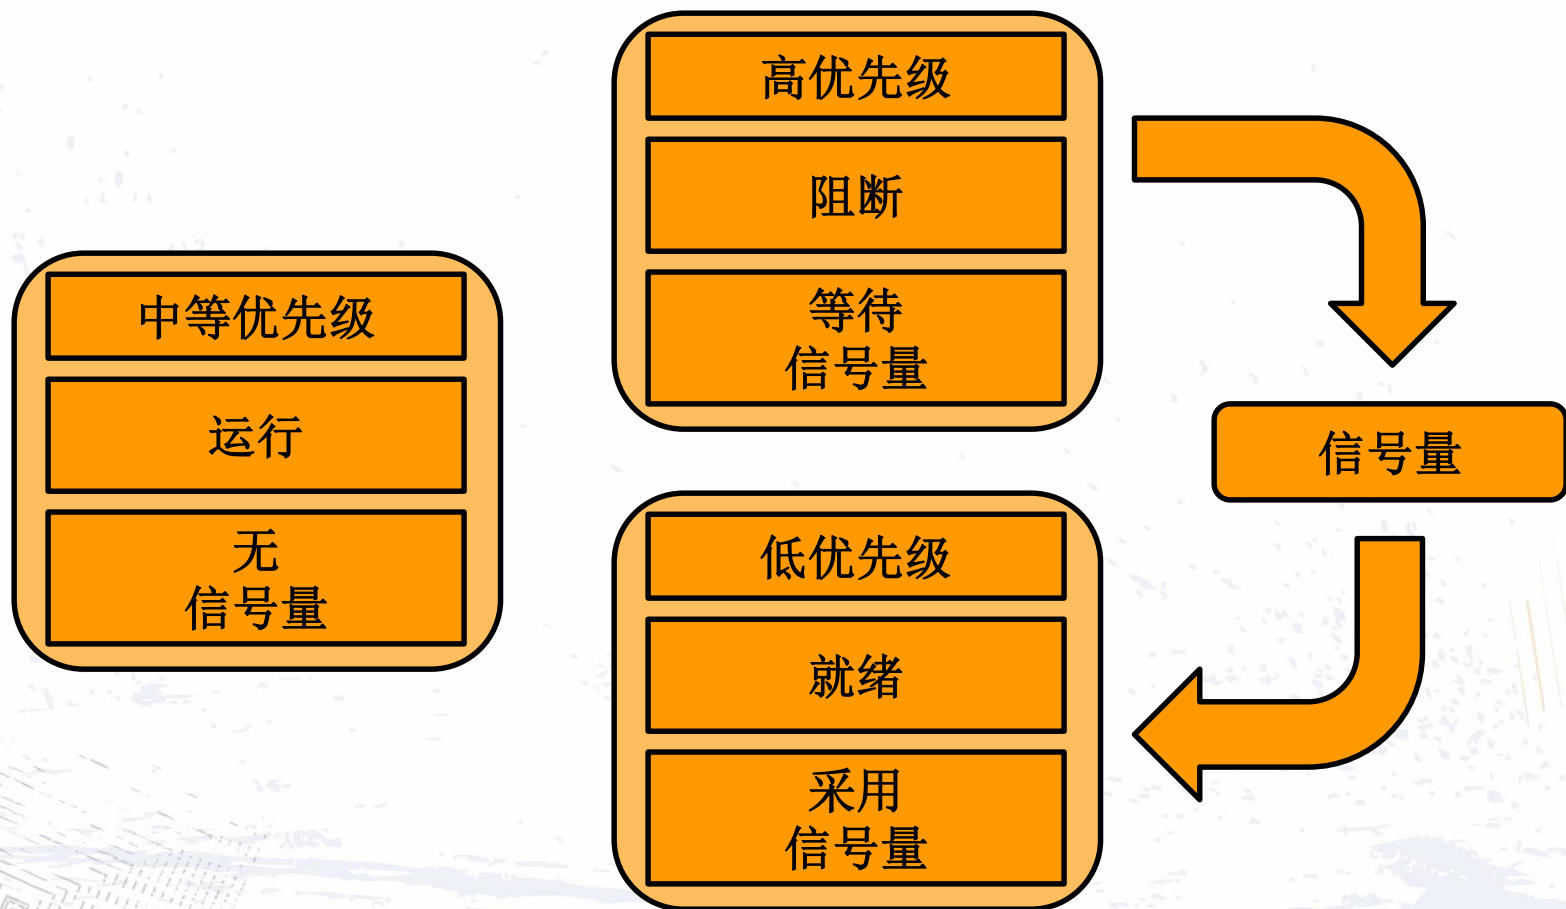 高优先级
阻断
等待
信号量
中等优先级
运行
无
信号量
信号量
低优先级
就绪
采用
信号量